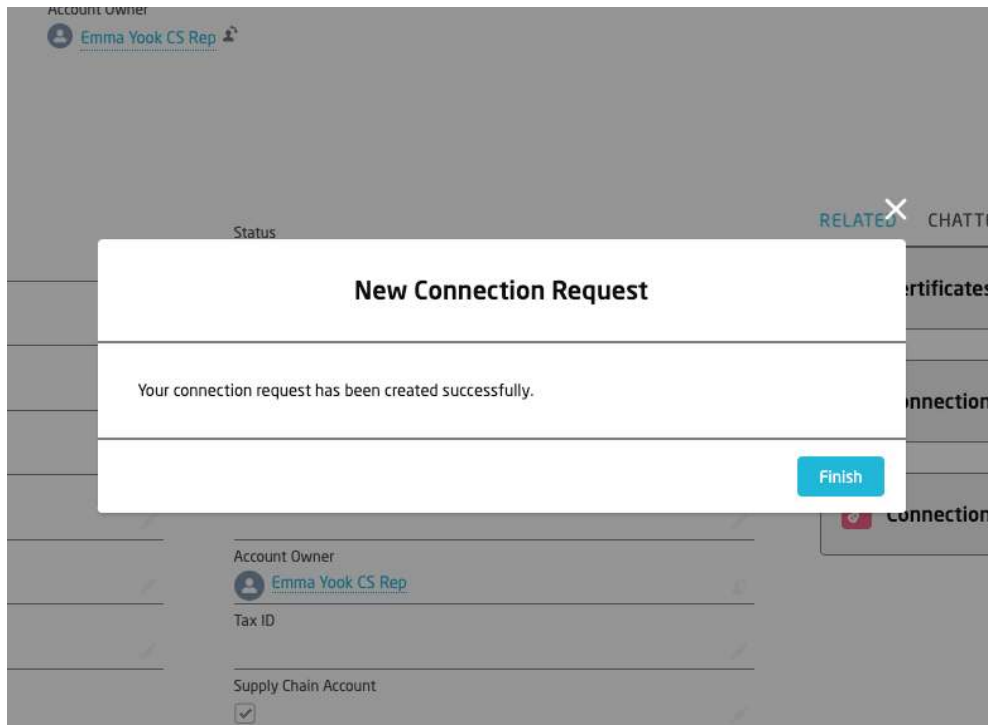 Account Owner
Emma Yook CS Rep
RELATED
Status
New Connection Request
Your connection request has been created successfully.
Finish
Account Owner
Emma Yook CS Rep
Tax ID
Supply Chain Account